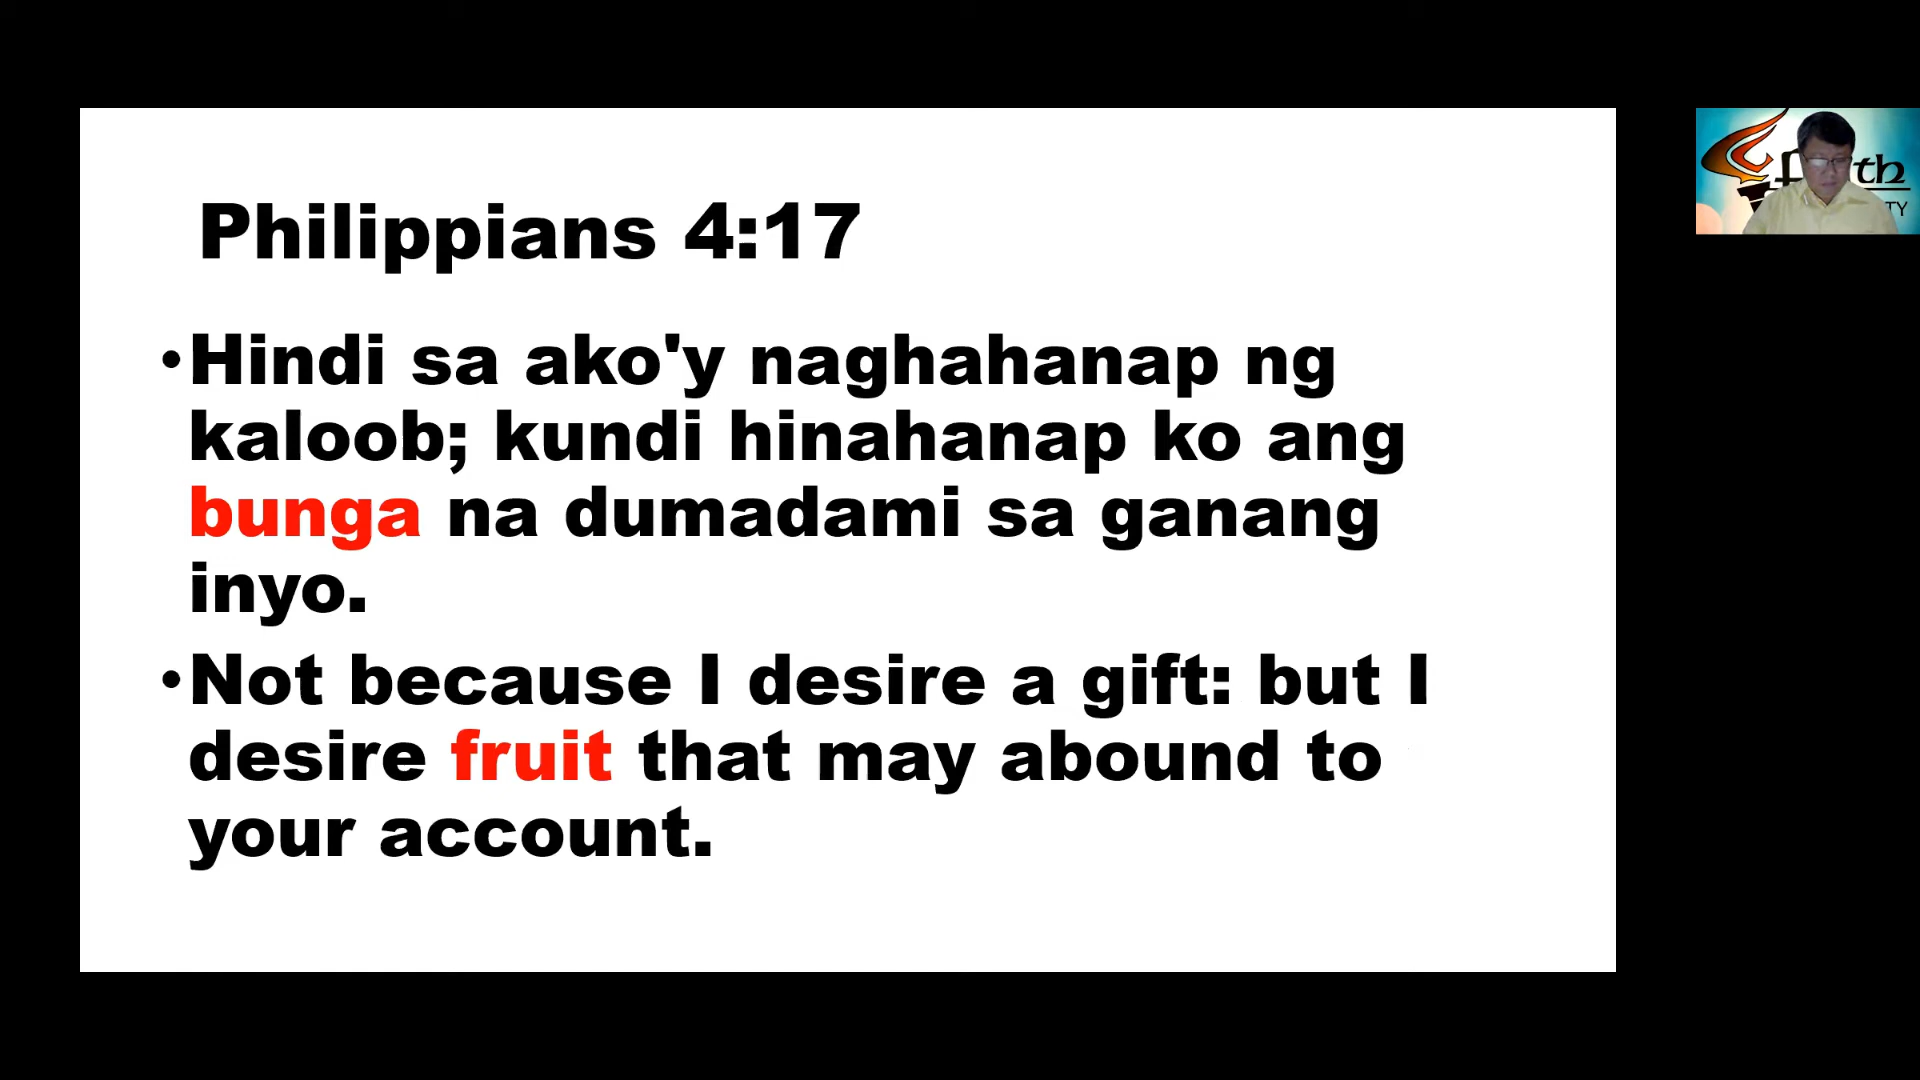 Philippians 4:17
•Hindi sa ako'y naghahanap ng
kaloob; kundi hinahanap ko ang
bunga na dumadami sa ganang
inyo.
•Not because I desire a gift: but I
desire fruit that may abound to
your account.